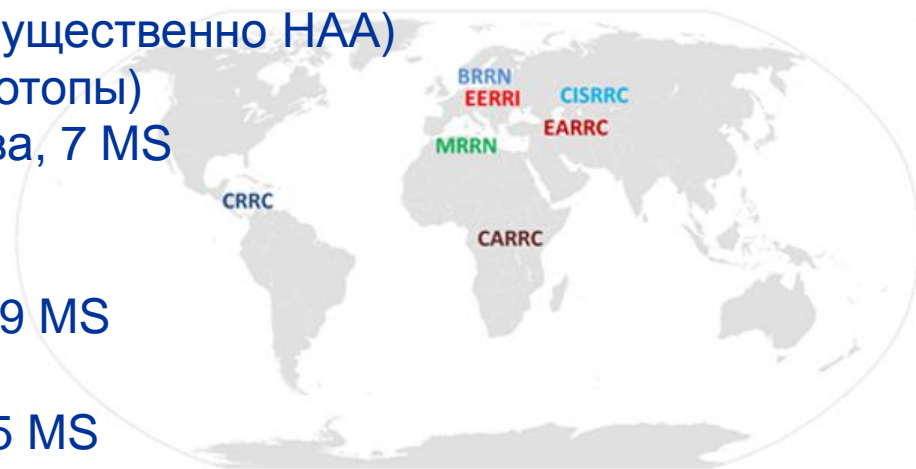 ущественно НАА)
отопы)
ва, 7 MS
9 MS
5 MS
BRRN
EERRI
CISRRC
EARRC
MRRN
CRRC
CARRC